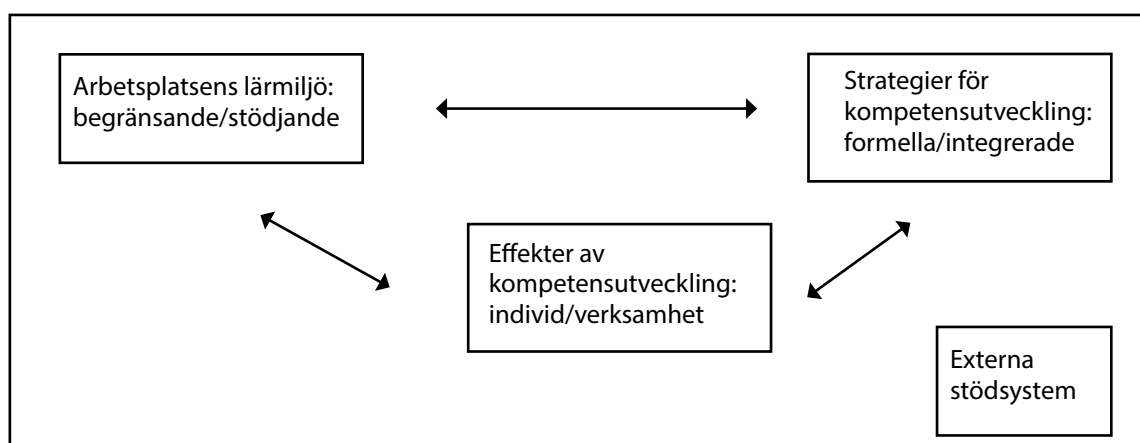 Arbetsplatsens lärmiljö:
begränsande/stödjande
Strategier för
kompetensutveckling:
formella/integrerade
Effekter av
kompetensutveckling:
individ/verksamhet
Externa
stödsystem